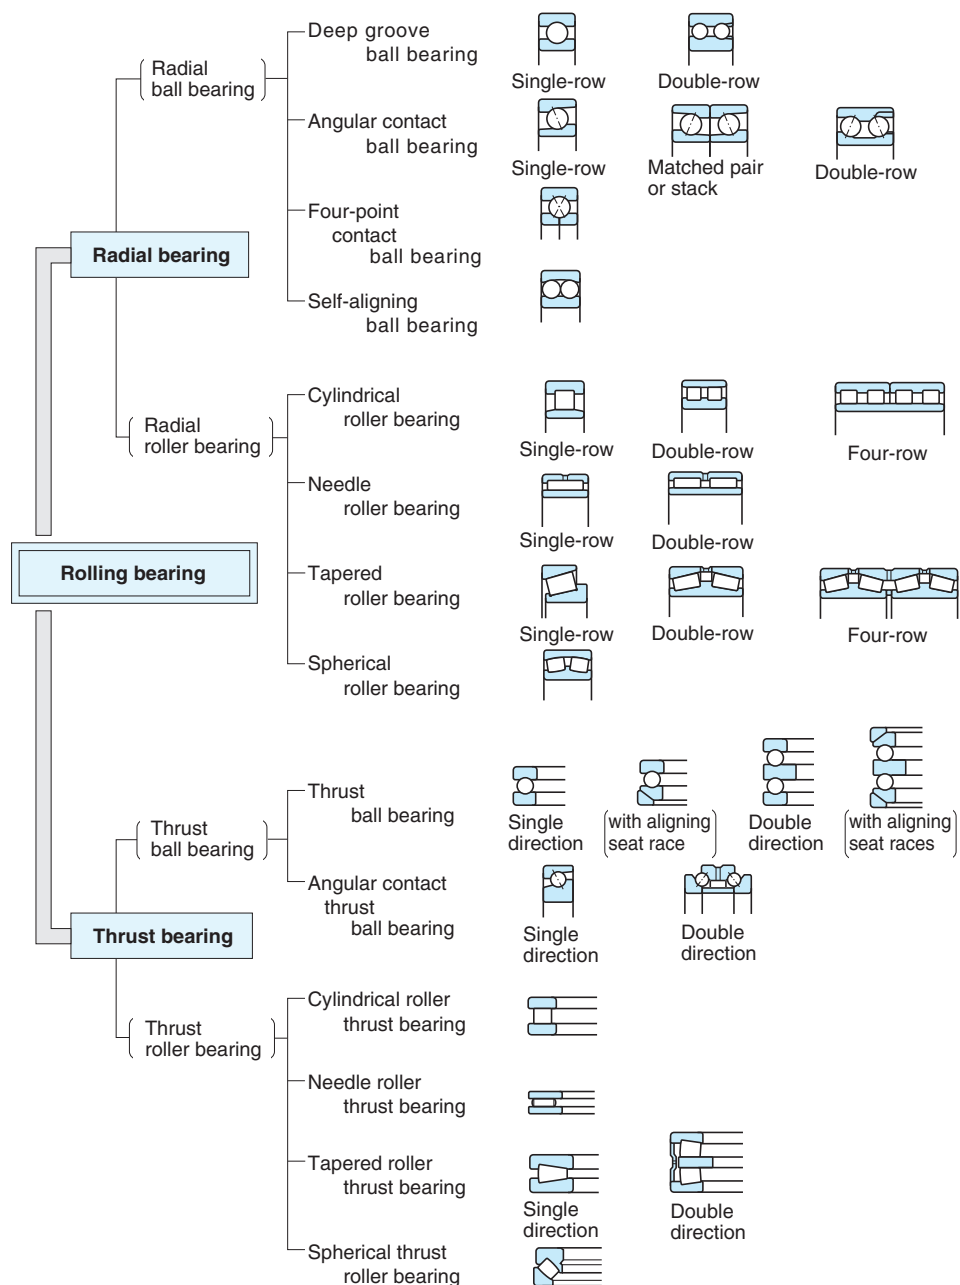 Deep groove
ball bearing
Single-row
Double-row
Radial
ball bearing
Angular contact
ball bearing
Single-row
Matched pair
or stack
Double-row
Four-point
contact
ball bearing
Radial bearing
Self-aligning
ball bearing
Cylindrical
roller bearing
Single-row
Double-row
Four-row
Radial
roller bearing
Needle
roller bearing
Single-row
Double-row
Rolling bearing
Tapered
roller bearing
Single-row
Double-row
Four-row
Spherical
roller bearing
Thrust
ball bearing
Single
direction
(with aligning
seat race)
Double
direction
(with aligning
seat races)
Thrust
ball bearing
Angular contact
thrust
ball bearing
Single
direction
Double
direction
Thrust bearing
Cylindrical roller
thrust bearing
Thrust
roller bearing
Needle roller
thrust bearing
Tapered roller
thrust bearing
Single
direction
Double
direction
Spherical thrust
roller bearing